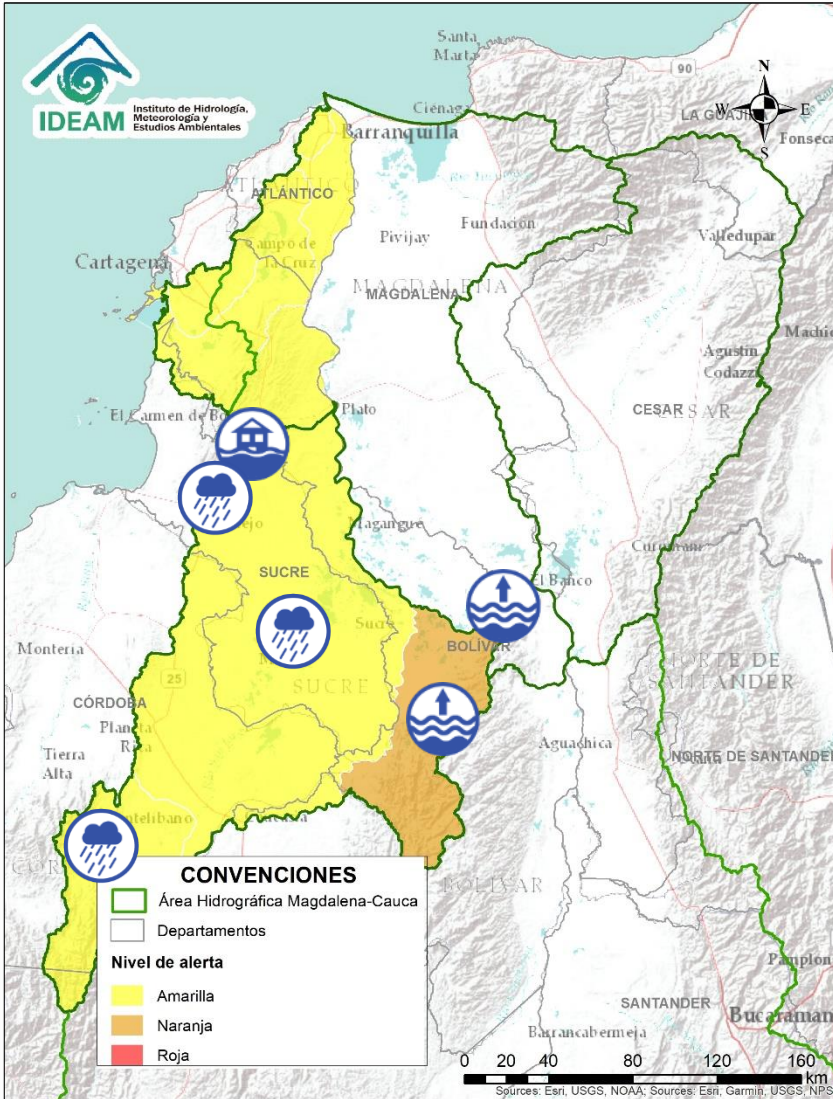 IDEAM
Instituto de Hidrología,
Meteorología y
Estudios Ambientales
Santa
Marta
90
N
W
E
S
Ciénaga
LA GUAJIRA
Fonseca
Barranquilla
ATLÁNTICO
Pivijay
Fundación
Valledupar
Cartagena
Campo de
la Cruz
MAGDALENA
MAGDALENA
Agustín
Codazzi
CESAR
CESAR
El Carmen de Bo
Plato
Magangue
SUCRE
El Banco
Sucre
BOLÍVAR
Montería
25
SUCRE
NORTE DE
SANTANDER
CÓRDOBA
Planeta
Rica
Tierra
Alta
Aguachica
NORTE DE SANTANDER
BOLÍVAR
CONVENCIONES
Área Hidrográfica Magdalena-Cauca
Departamentos
Nivel de alerta
Amarilla
Naranja
Roja
Pamplon
SANTANDER
Bucaraman
Barrancabermeja
0 20 40 80 120 160
km
Sources: Esri, USGS, NOAA; Sources: Esri, Garmin, USGS, NPS